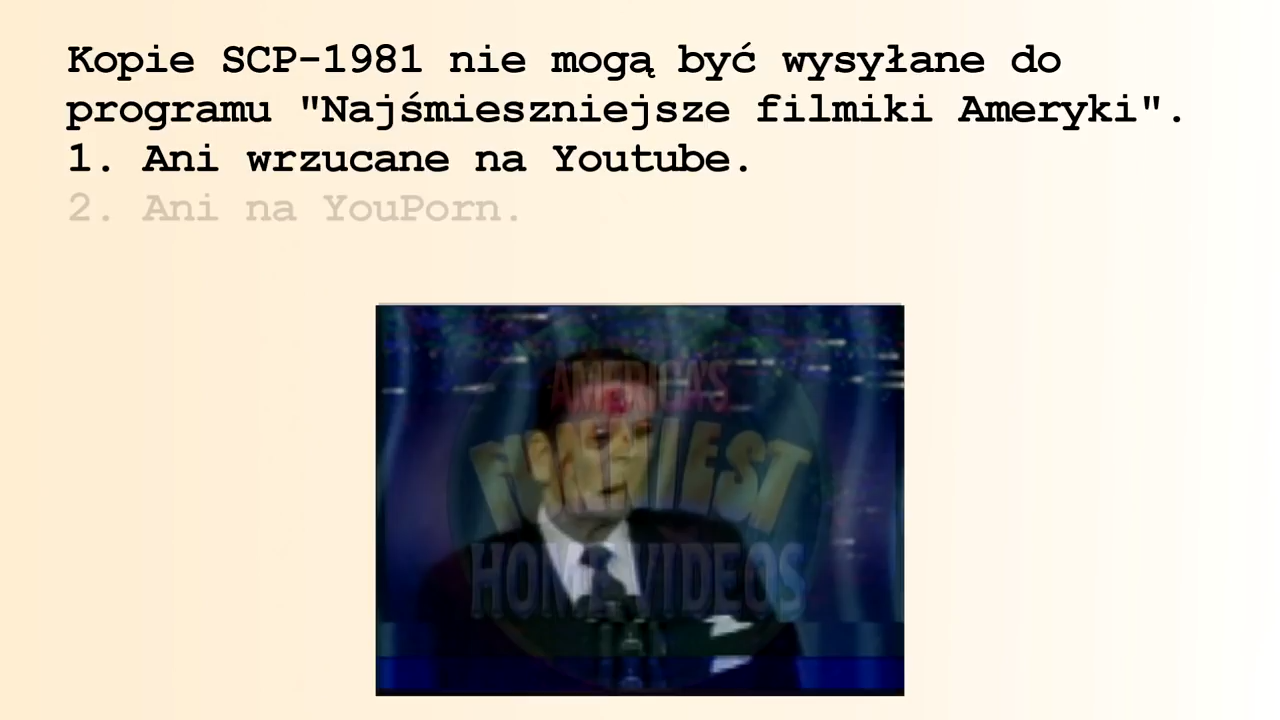 Kopie SCP-1981 nie mogą być wysyłane do
programu "Najśmieszniejsze filmiki Ameryki".
1. Ani wrzucane na Youtube.
2. Ani na YouPorn.
AMERICA'S
FUNNIEST
HOME VIDEOS